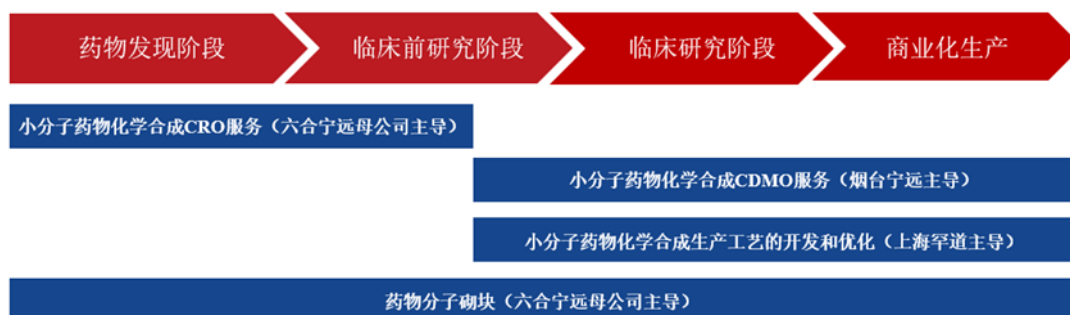 药物发现阶段
临床前研究阶段
临床研究阶段
商业化生产
小分子药物化学合成CRO服务（六合宁远母公司主导）
小分子药物化学合成CDMO服务（烟台宁远主导）
小分子药物化学合成生产工艺的开发和优化（上海罕道主导）
药物分子砌块（六合宁远母公司主导）